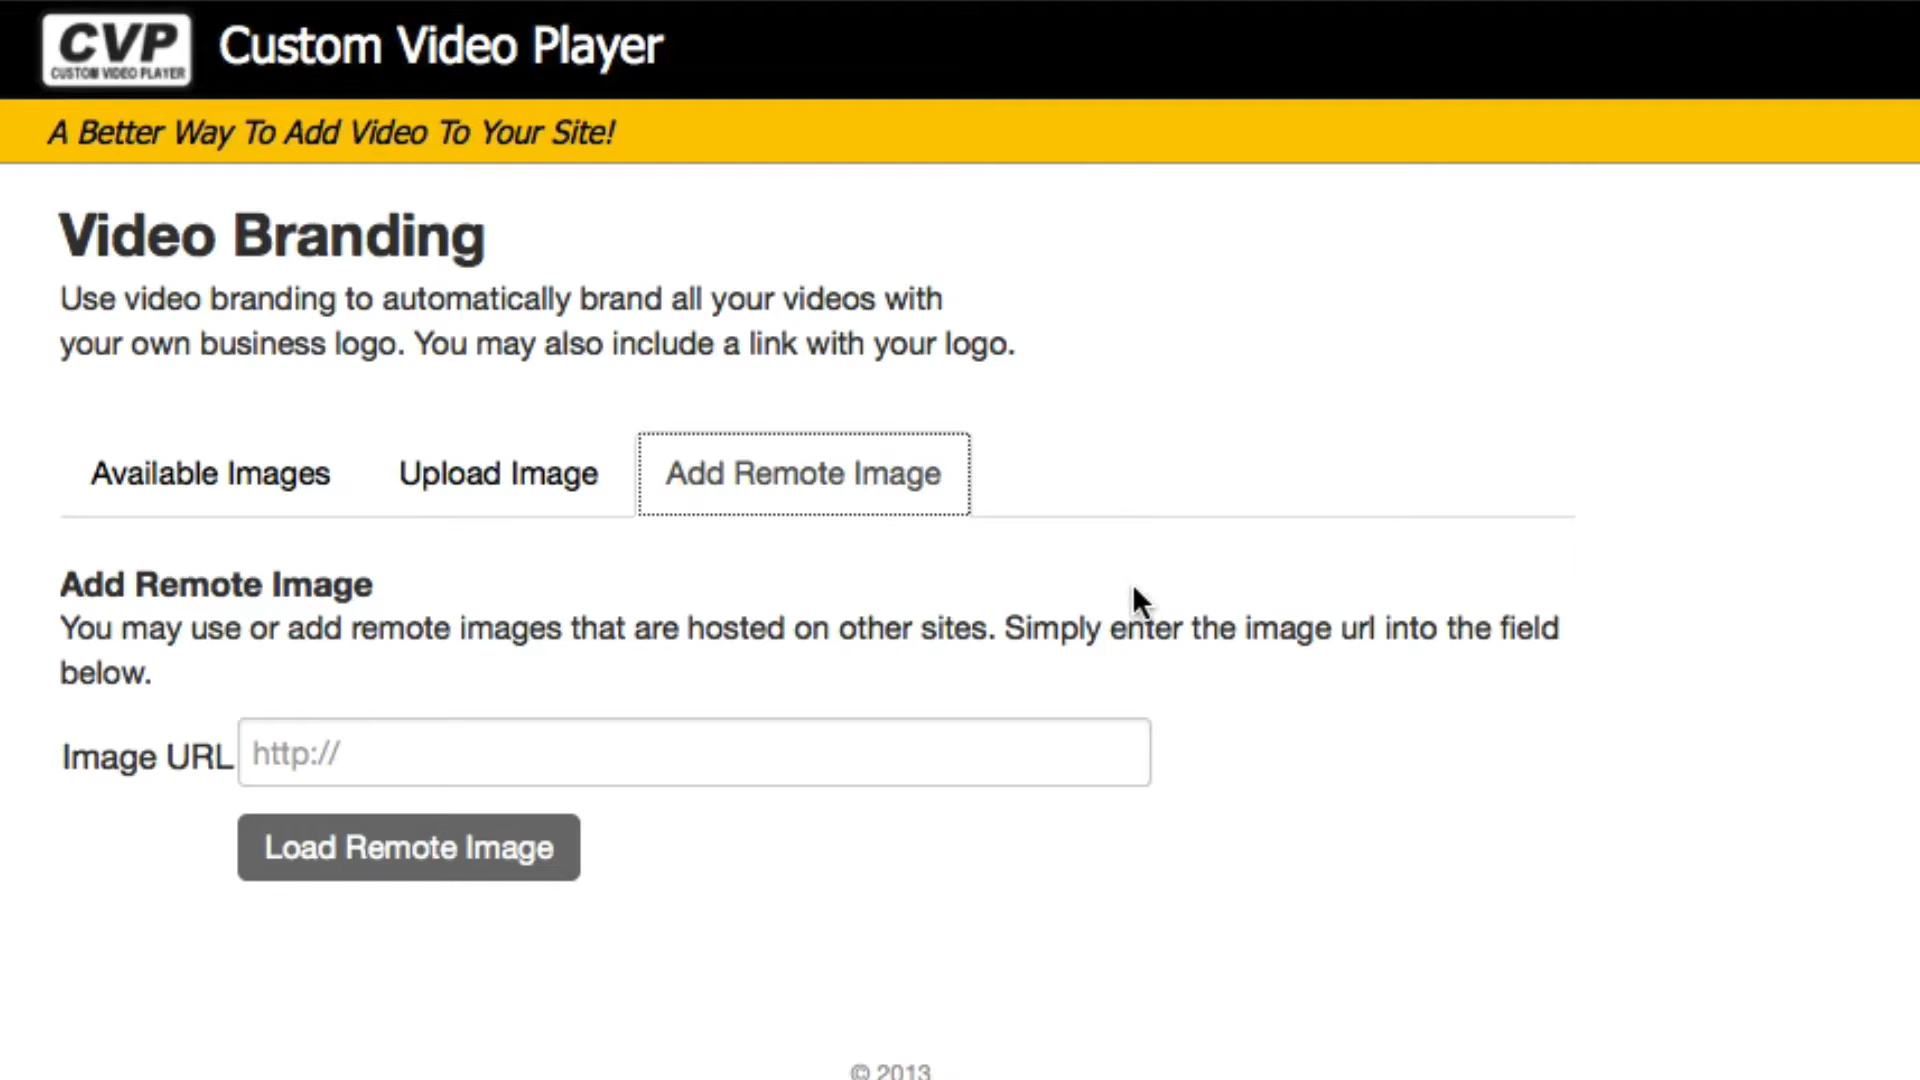 CVP
CUSTOM VIDEO PLAYER
Custom Video Player
A Better Way To Add Video To Your Site!
Video Branding
Use video branding to automatically brand all your videos with
your own business logo. You may also include a link with your logo.
Available Images
Upload Image
Add Remote Image
Add Remote Image
You may use or add remote images that are hosted on other sites. Simply enter the image url into the field
below.
Image URL
http://
Load Remote Image
© 2013